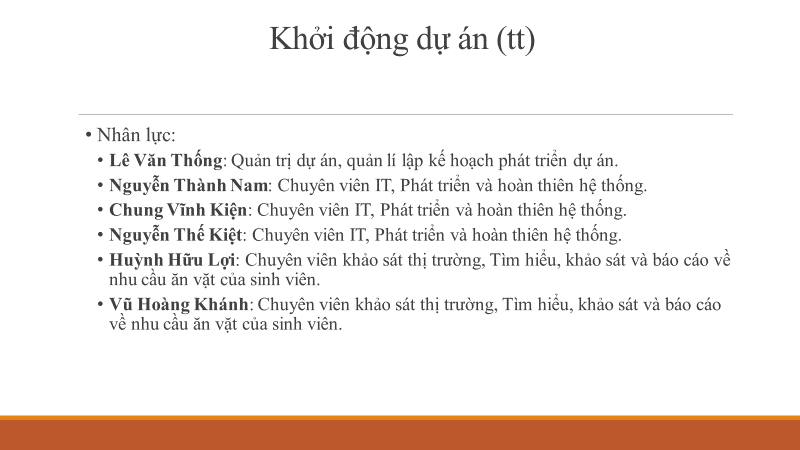 Khởi động dự án (tt)
• Nhân lực:
• Lê Văn Thống: Quản trị dự án, quản lí lập kế hoạch phát triển dự án.
• Nguyễn Thành Nam: Chuyên viên IT, Phát triển và hoàn thiên hệ thống.
• Chung Vĩnh Kiện: Chuyên viên IT, Phát triển và hoàn thiên hệ thống.
• Nguyễn Thế Kiệt: Chuyên viên IT, Phát triển và hoàn thiên hệ thống.
• Huỳnh Hữu Lợi: Chuyên viên khảo sát thị trường, Tìm hiểu, khảo sát và báo cáo về
nhu cầu ăn vặt của sinh viên.
• Vũ Hoàng Khánh: Chuyên viên khảo sát thị trường, Tìm hiểu, khảo sát và báo cáo
về nhu cầu ăn vặt của sinh viên.